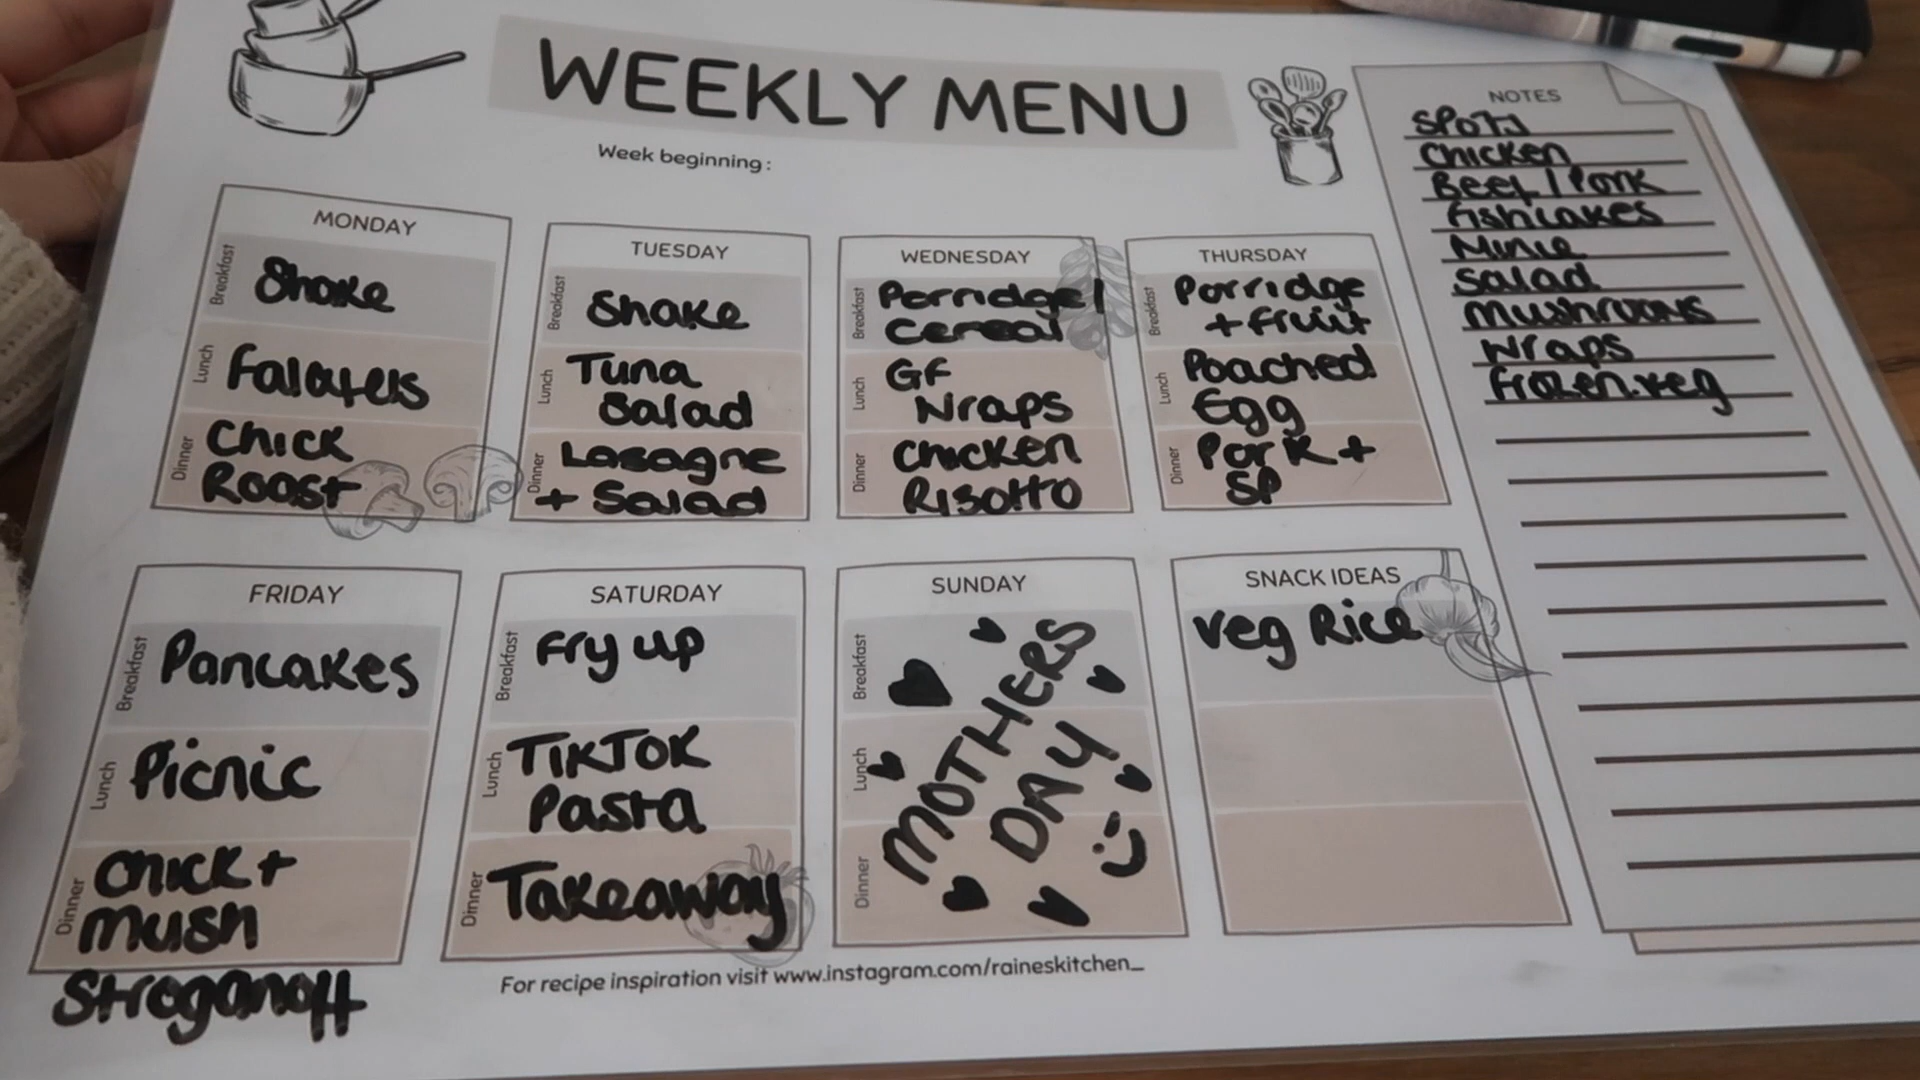 WEEKLY MENU
Week beginning :
MONDAY
Breakfast
Shake
Lunch
Falafels
Dinner
Chick
Roast
TUESDAY
Breakfast
Shake
Lunch
Tuna
Salad
Dinner
Lasagne
+ Salad
WEDNESDAY
Breakfast
Porridge/
Cereal
Lunch
GF
Wraps
Dinner
Chicken
Risotto
THURSDAY
Breakfast
Porridge
+ fruit
Lunch
Poached
Egg
Dinner
Pork +
SP
FRIDAY
Breakfast
Pancakes
Lunch
Picnic
Dinner
Chick +
Mush
Stroganoff
SATURDAY
Breakfast
Fry up
Lunch
TIKTOK
Pasta
Dinner
Takeaway
SUNDAY
Breakfast
Lunch
Dinner
MOTHERS
DAY
SNACK IDEAS
Veg Rice
NOTES
SPOTS
Chicken
Beef / Pork
Fishcakes
Mince
Salad
Mushrooms
Wraps
Frozen veg
For recipe inspiration visit www.instagram.com/raineskitchen_